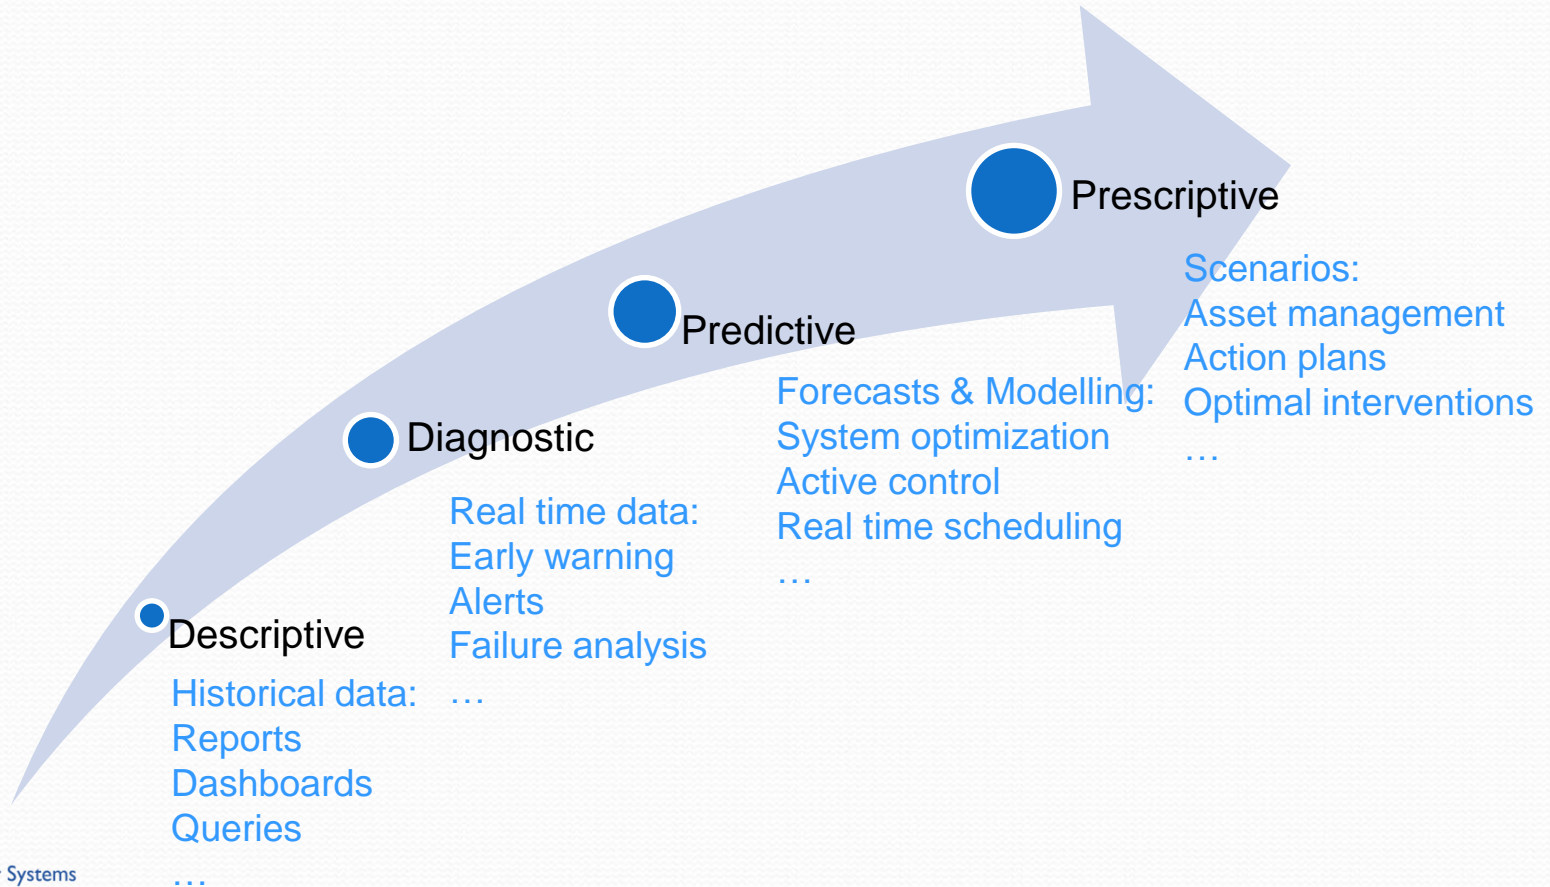 Prescriptive
Scenarios:
Asset management
Action plans
Optimal interventions
…
Predictive
Forecasts & Modelling:
System optimization
Active control
Real time scheduling
…
Diagnostic
Real time data:
Early warning
Alerts
Failure analysis
…
Descriptive
Historical data:
Reports
Dashboards
Queries
…
Systems